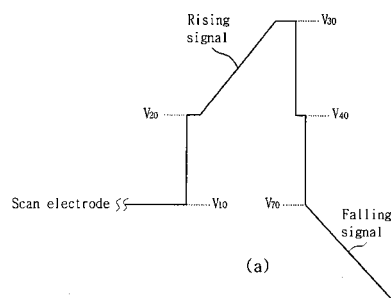 Rising
signal
V30
V20
V40
Scan electrode
V10
V70
Falling
signal
(a)